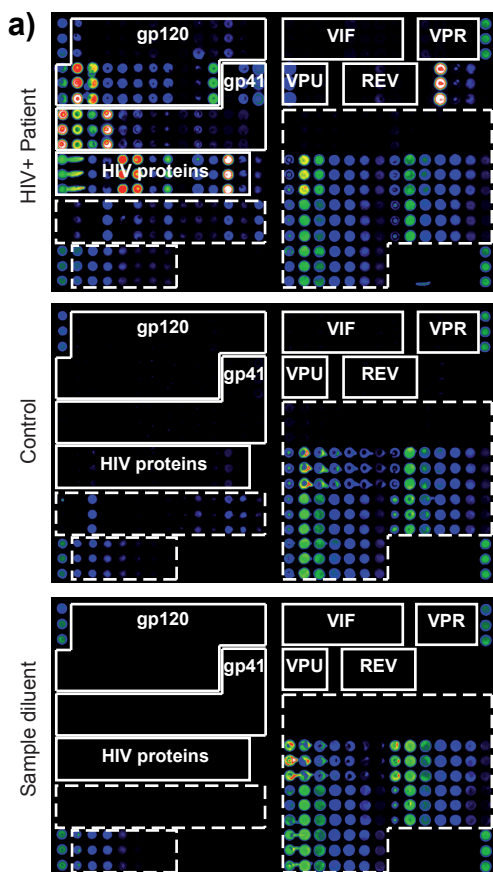 a)
HIV+ Patient
gp120
VIF
VPR
gp41
VPU
REV
HIV proteins
Control
gp120
VIF
VPR
gp41
VPU
REV
HIV proteins
Sample diluent
gp120
VIF
VPR
gp41
VPU
REV
HIV proteins